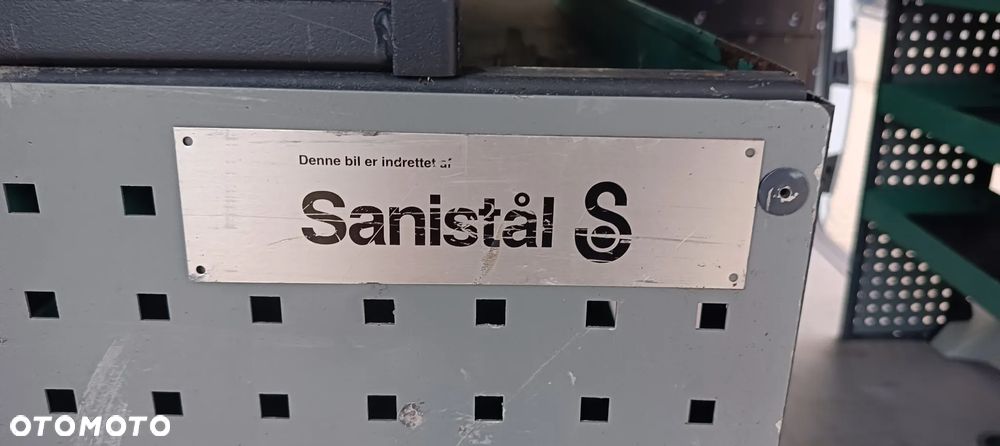 Denne bil er indrettet af
Sanistål S
OTOMOTO